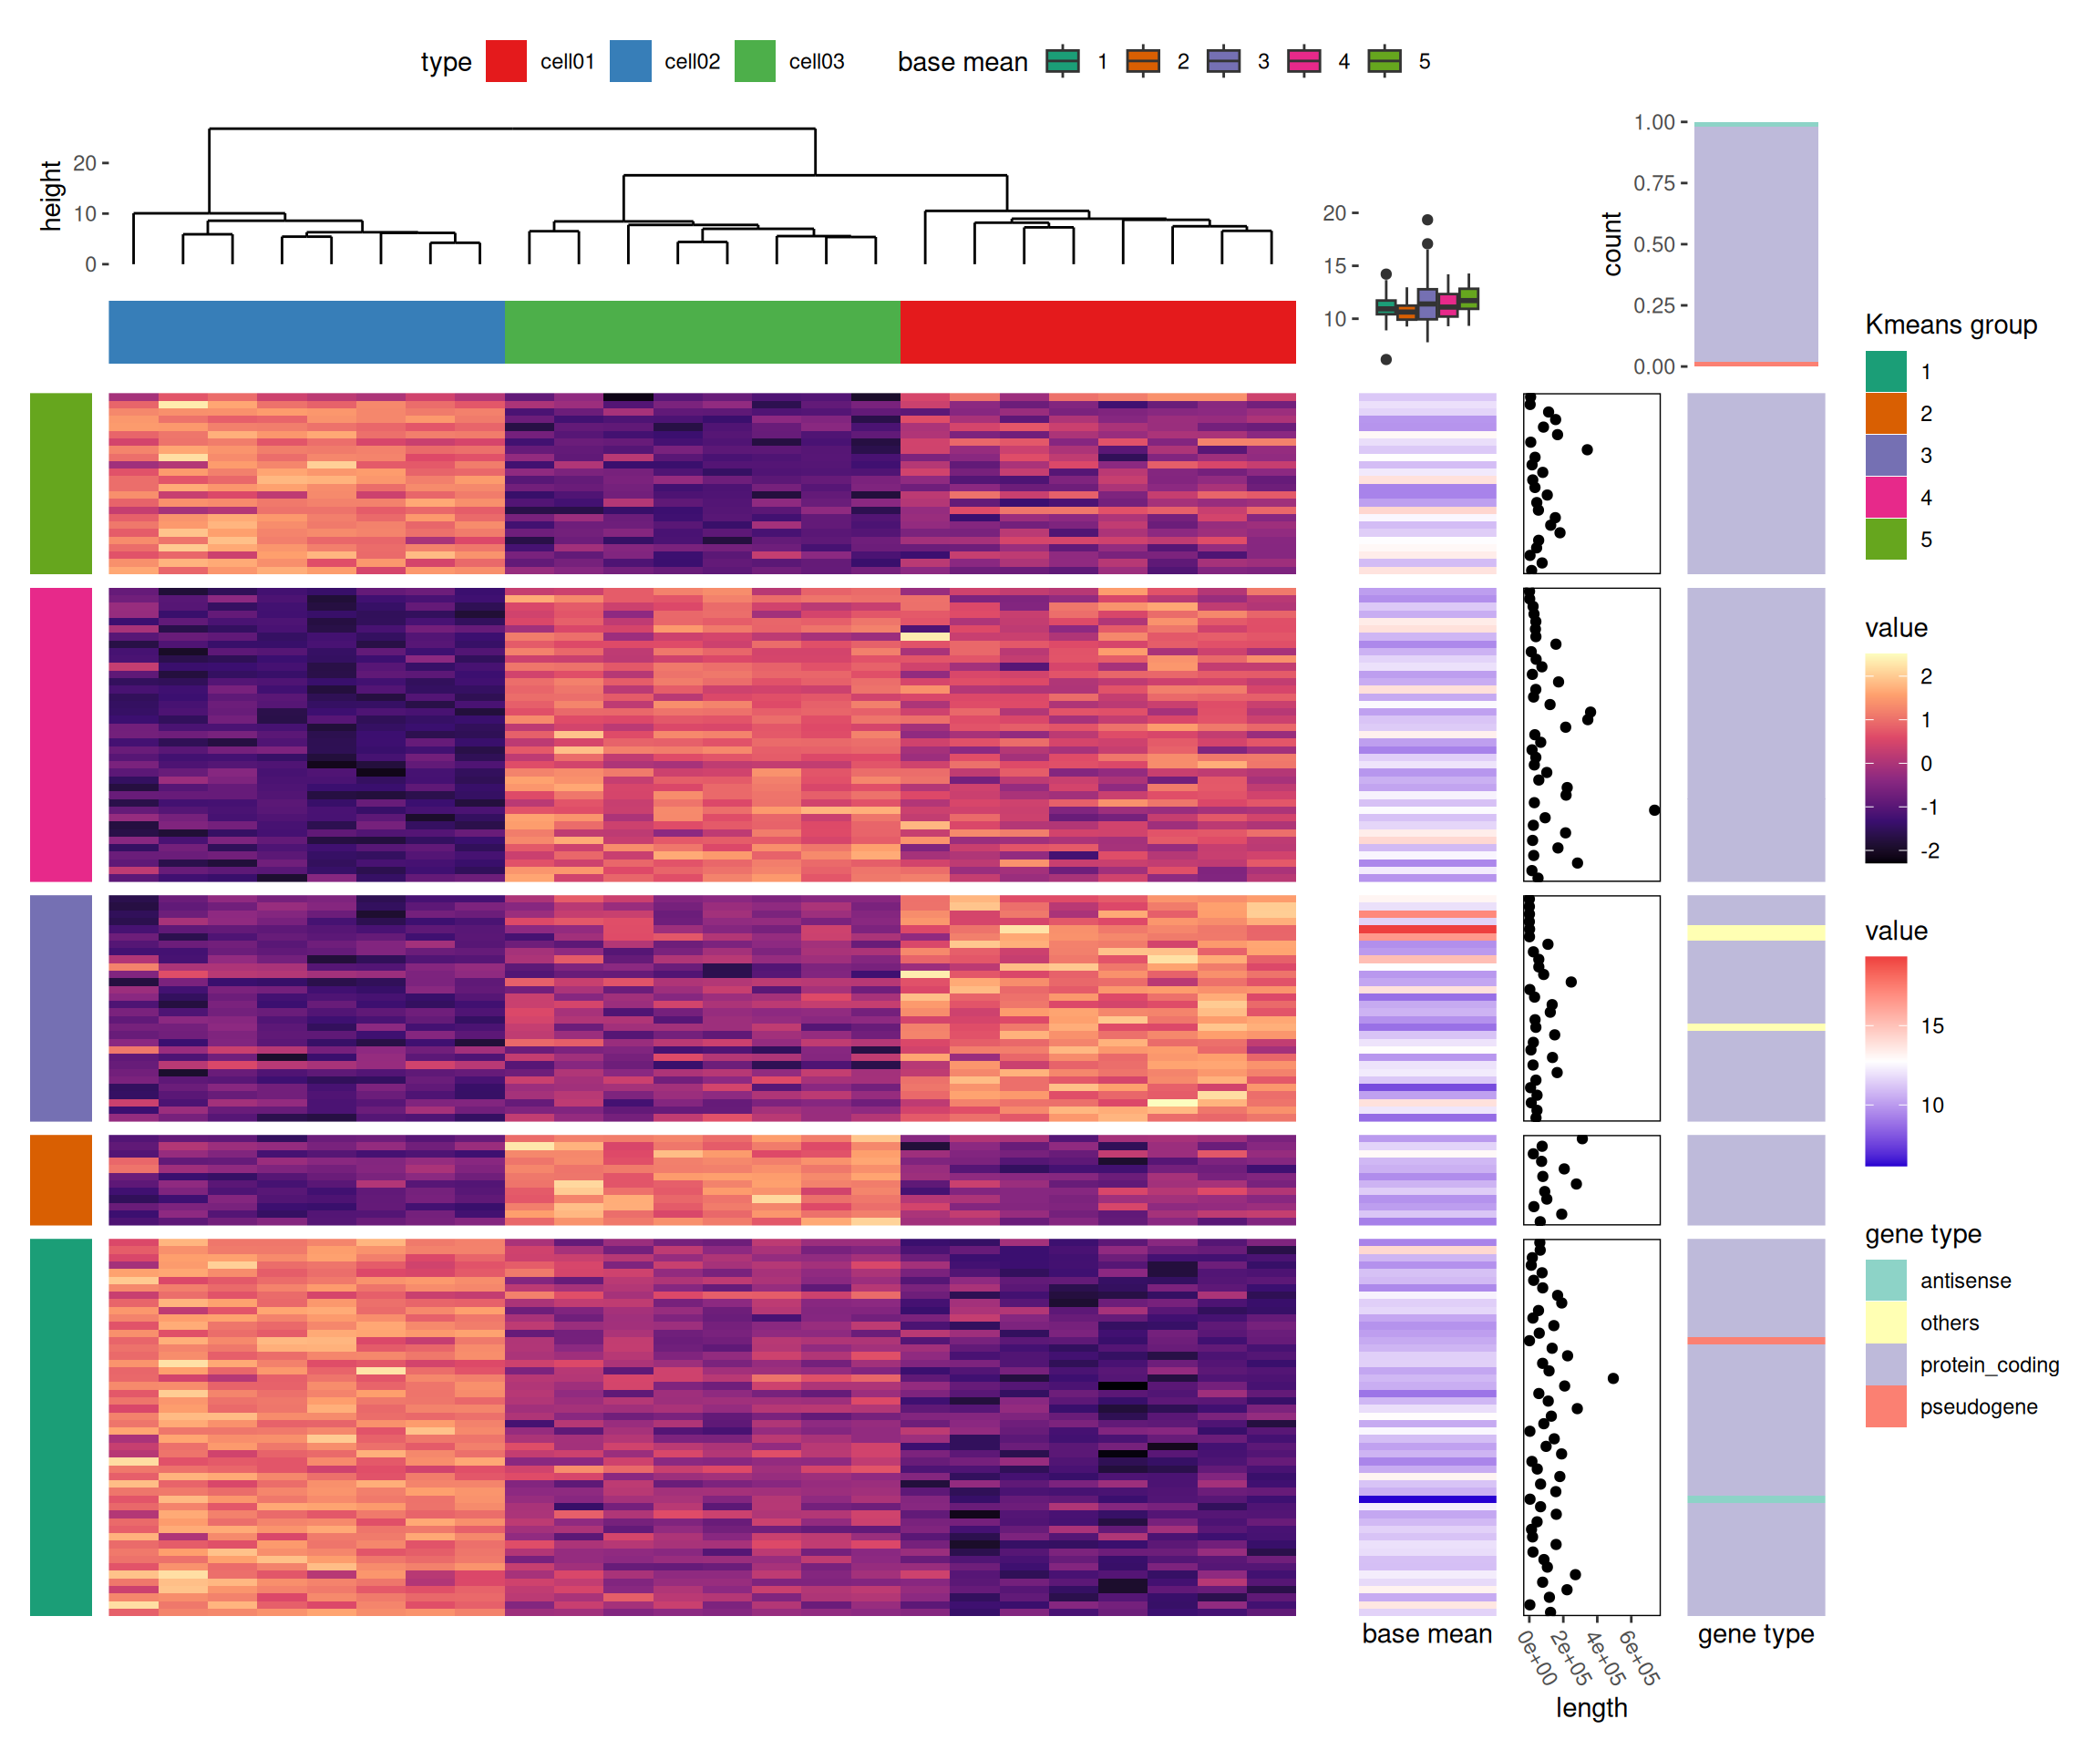 type cell01 cell02 cell03 base mean 1 2 3 4 5
height
20
10
0
20
15
10
count
1.00
0.75
0.50
0.25
0.00
Kmeans group
1
2
3
4
5
value
2
1
0
-1
-2
value
15
10
gene type
antisense
others
protein_coding
pseudogene
base mean
0e+00
2e+05
4e+05
6e+05
length
gene type